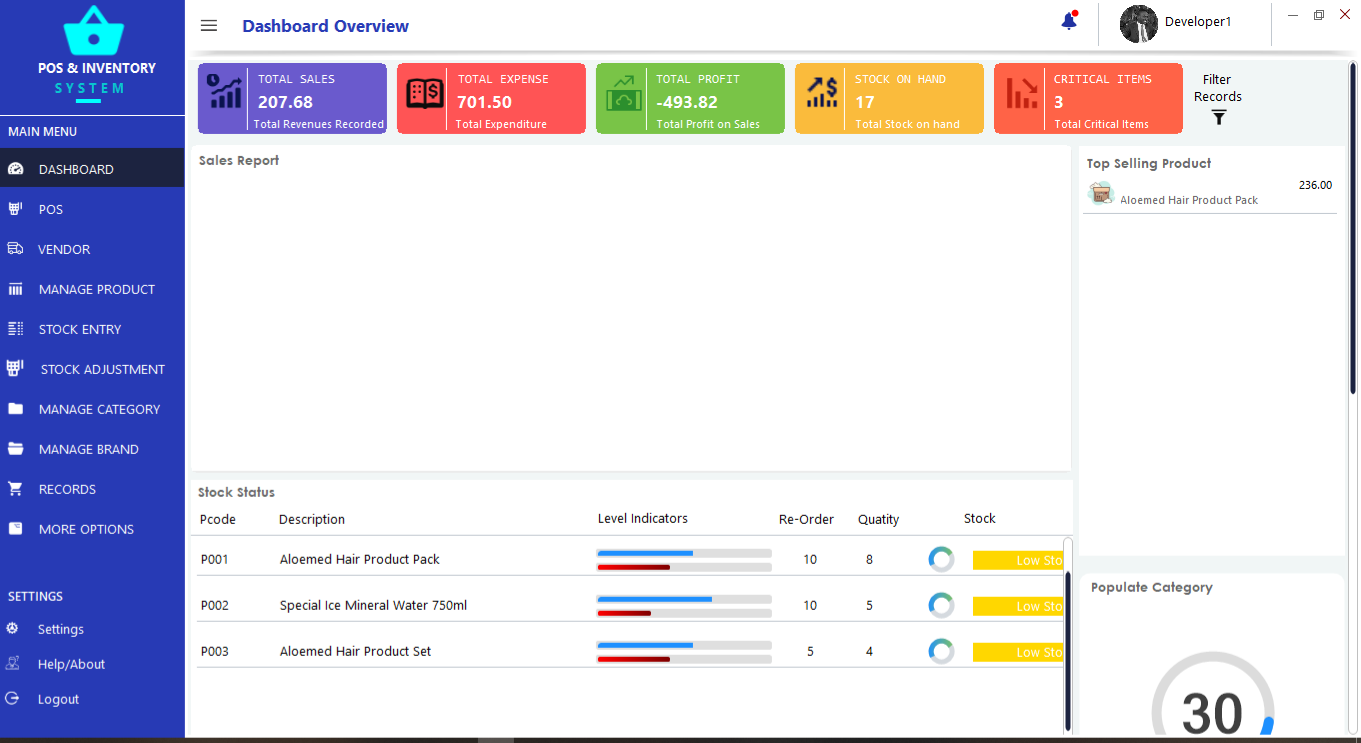 POS & INVENTORY
SYSTEM
MAIN MENU
DASHBOARD
POS
VENDOR
MANAGE PRODUCT
STOCK ENTRY
STOCK ADJUSTMENT
MANAGE CATEGORY
MANAGE BRAND
RECORDS
MORE OPTIONS
SETTINGS
Settings
Help/About
Logout
Dashboard Overview
Developer1
TOTAL SALES
207.68
Total Revenues Recorded
TOTAL EXPENSE
701.50
Total Expenditure
TOTAL PROFIT
-493.82
Total Profit on Sales
STOCK ON HAND
17
Total Stock on hand
CRITICAL ITEMS
3
Total Critical Items
Filter
Records
Sales Report
Top Selling Product
236.00
Aloemed Hair Product Pack
Stock Status
Pcode Description Level Indicators Re-Order Quatity Stock
P001 Aloemed Hair Product Pack 10 8 Low Sto
P002 Special Ice Mineral Water 750ml 10 5 Low Sto
P003 Aloemed Hair Product Set 5 4 Low Sto
Populate Category
30